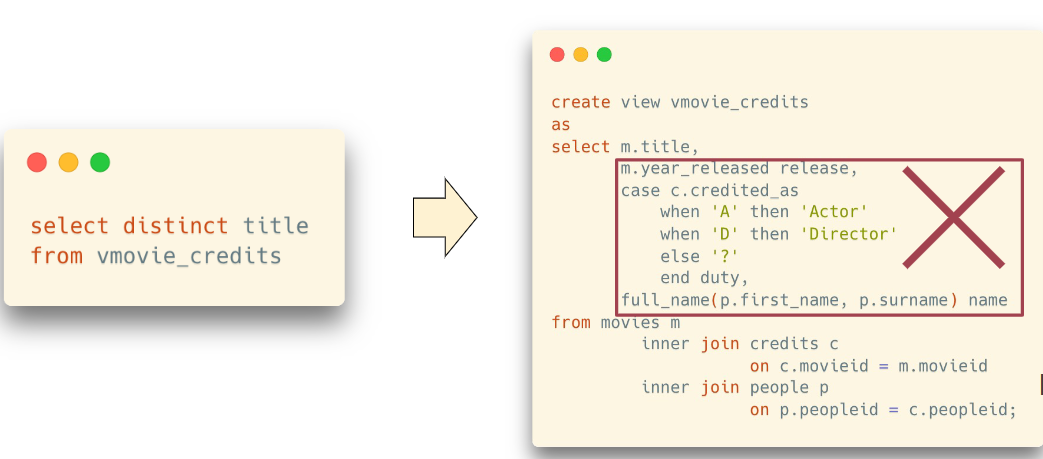 select distinct title
from vmovie_credits
create view vmovie_credits
as
select m.title,
m.year_released release,
case c.credited_as
when 'A' then 'Actor'
when 'D' then 'Director'
else '?'
end duty,
full_name(p.first_name, p.surname) name
from movies m
inner join credits c
on c.movieid = m.movieid
inner join people p
on p.peopleid = c.peopleid;